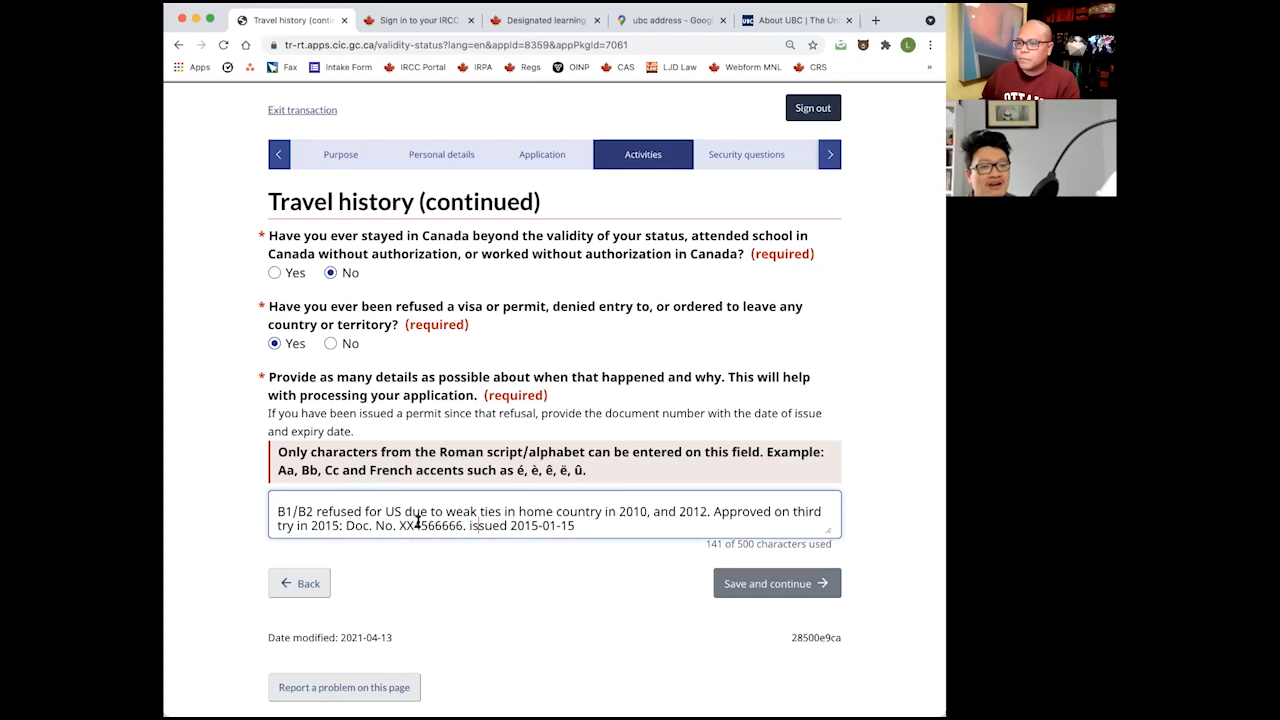 Travel history (conti
Sign in to your IRCC
Designated learning
ubc address - Goog
UBC
About UBC | The Un
tr-rt.apps.cic.gc.ca/validity-status?lang=en&appId=8359&appPkgId=7061
L
Apps
Fax
Intake Form
IRCC Portal
IRPA
Regs
OINP
CAS
LJD Law
Webform MNL
CRS
»
OTTAWA
Exit transaction
Sign out
Purpose
Personal details
Application
Activities
Security questions
Travel history (continued)
* Have you ever stayed in Canada beyond the validity of your status, attended school in
Canada without authorization, or worked without authorization in Canada? (required)
Yes
No
* Have you ever been refused a visa or permit, denied entry to, or ordered to leave any
country or territory? (required)
Yes
No
* Provide as many details as possible about when that happened and why. This will help
with processing your application. (required)
If you have been issued a permit since that refusal, provide the document number with the date of issue
and expiry date.
Only characters from the Roman script/alphabet can be entered on this field. Example:
Aa, Bb, Cc and French accents such as é, è, ê, ë, û.
B1/B2 refused for US due to weak ties in home country in 2010, and 2012. Approved on third
try in 2015: Doc. No. XX4566666. issued 2015-01-15
141 of 500 characters used
Back
Save and continue
Date modified: 2021-04-13
28500e9ca
Report a problem on this page